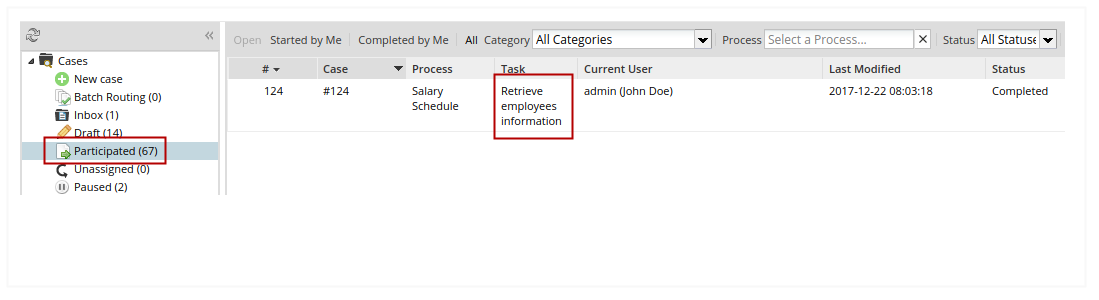 Open Started by Me Completed by Me All Category All Categories Process Select a Process... Status All Statuse
Cases
New case
Batch Routing (0)
Inbox (1)
Draft (14)
Participated (67)
Unassigned (0)
Paused (2)
# Case Process Task Current User Last Modified Status
124 #124 Salary Retrieve admin (John Doe) 2017-12-22 08:03:18 Completed
Schedule employees
information